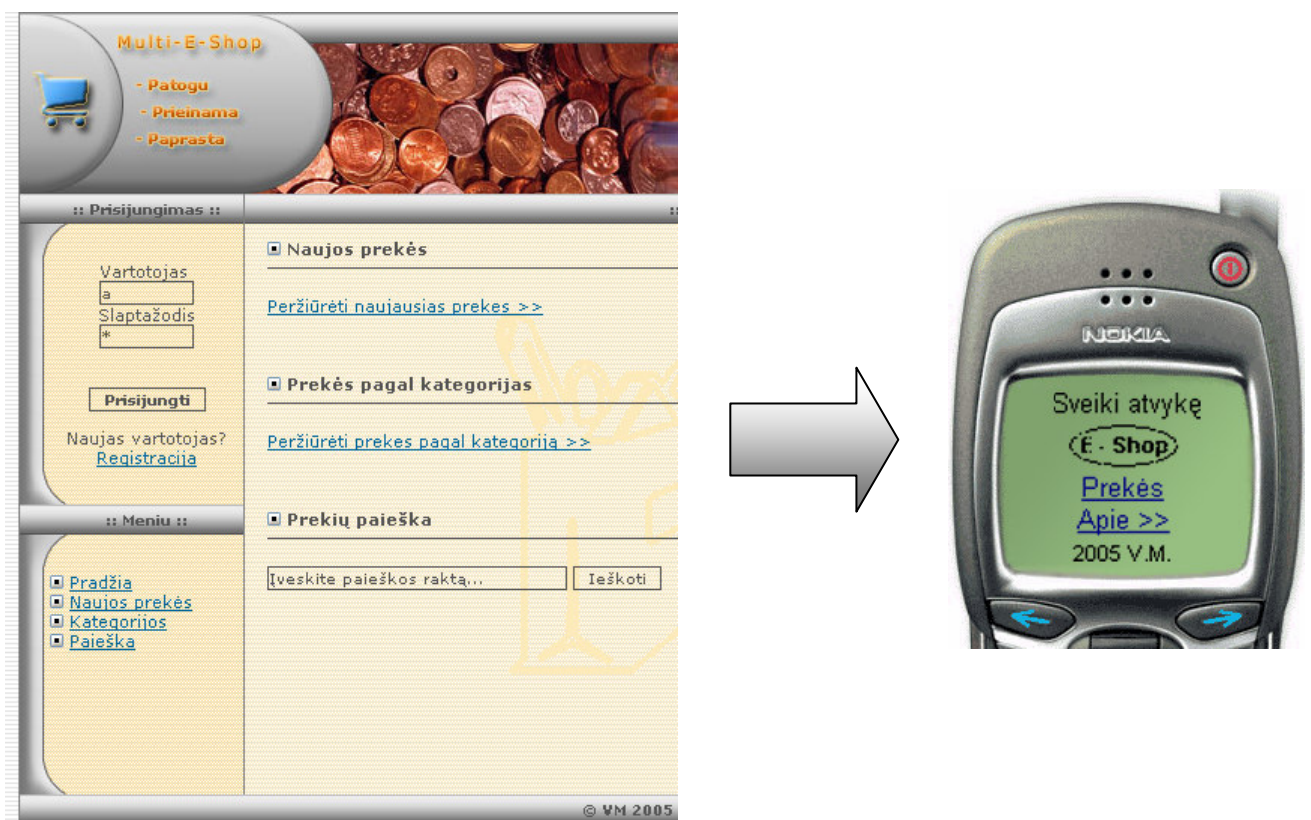 Multi-E-Shop
- Patogu
- Prieinama
- Paprasta
:: Prisijungimas ::
::
Vartotojas
a
Slaptažodis
*
Prisijungti
Naujas vartotojas?
Registracija
:: Meniu ::
Pradžia
Naujos prekės
Kategorijos
Paieška
Naujos prekės
Peržiūrėti naujausias prekes >>
Prekės pagal kategorijas
Peržiūrėti prekes pagal kategoriją >>
Prekių paieška
Įveskite paieškos raktą...
Ieškoti
© VM 2005
NOKIA
Sveiki atvykę
E - Shop
Prekės
Apie >>
2005 V.M.